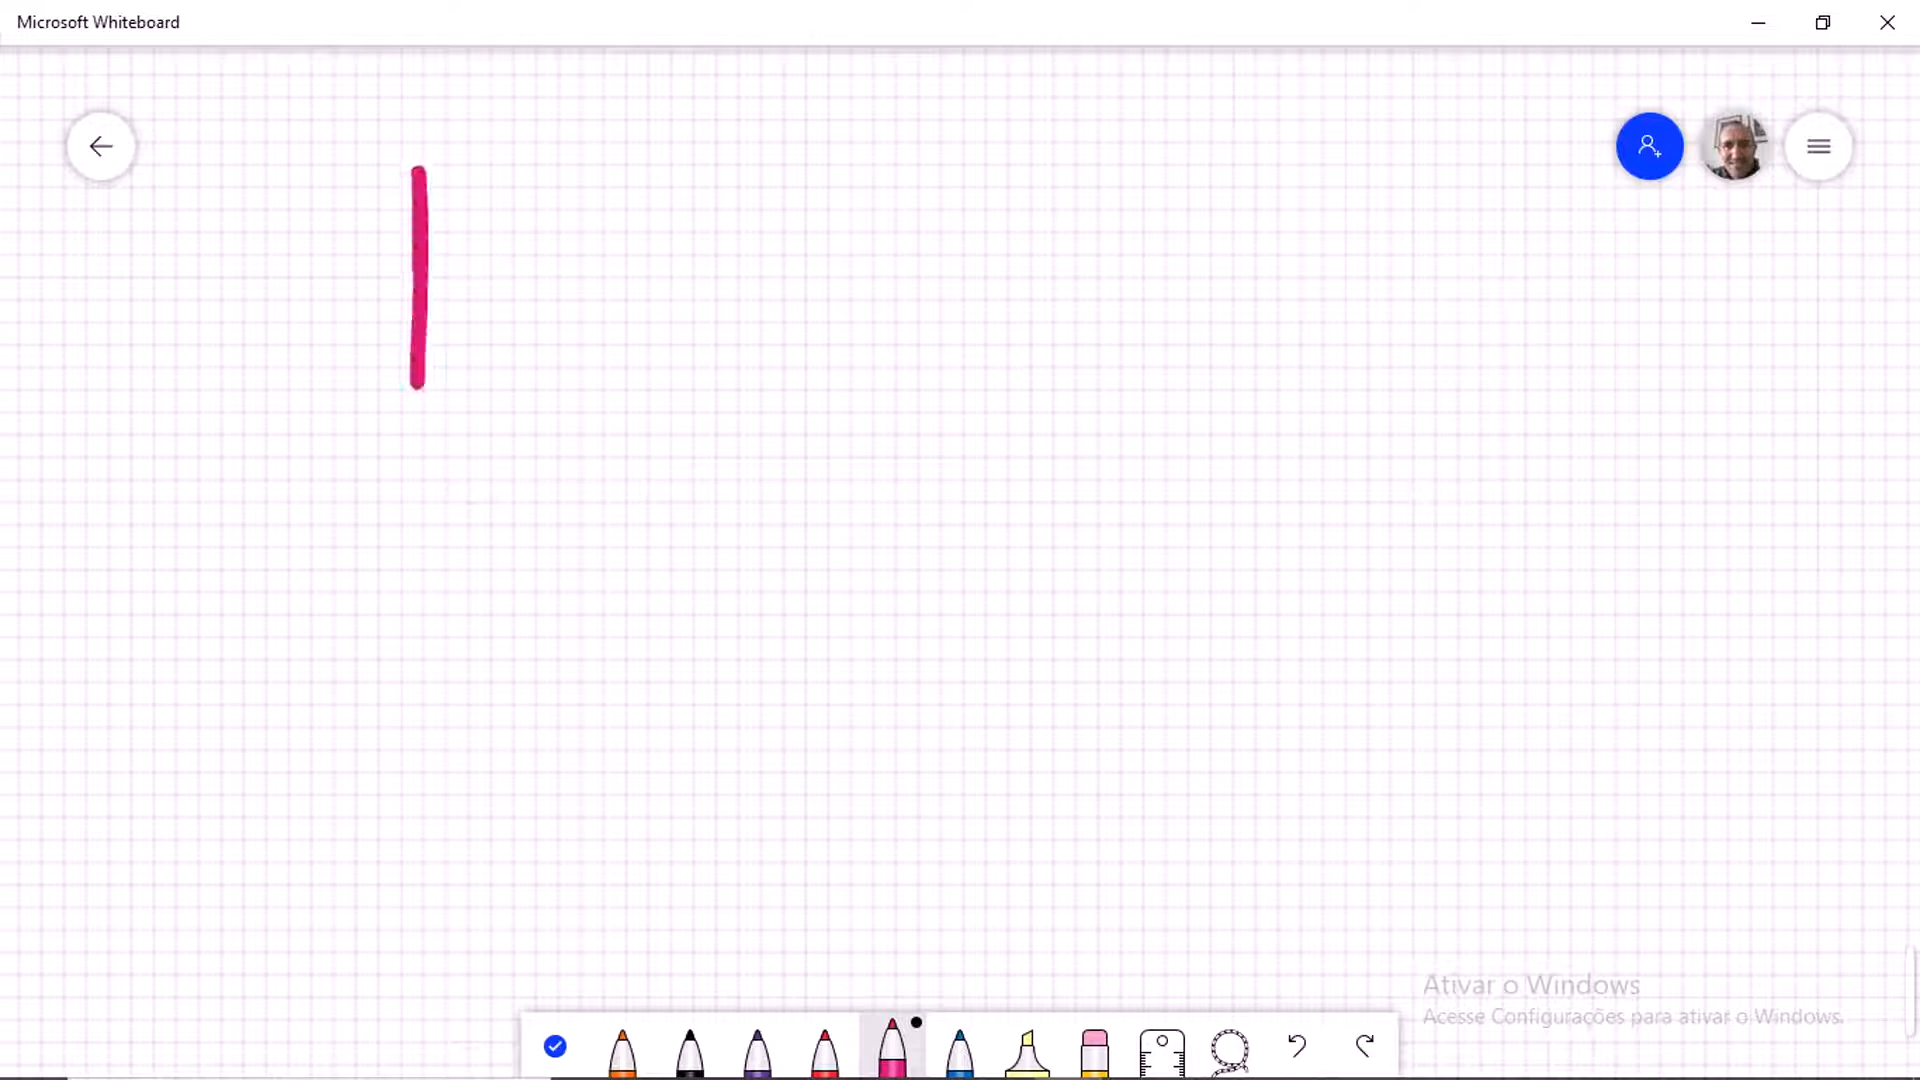 Microsoft Whiteboard
Ativar o Windows
Acesse Configurações para ativar o Windows.